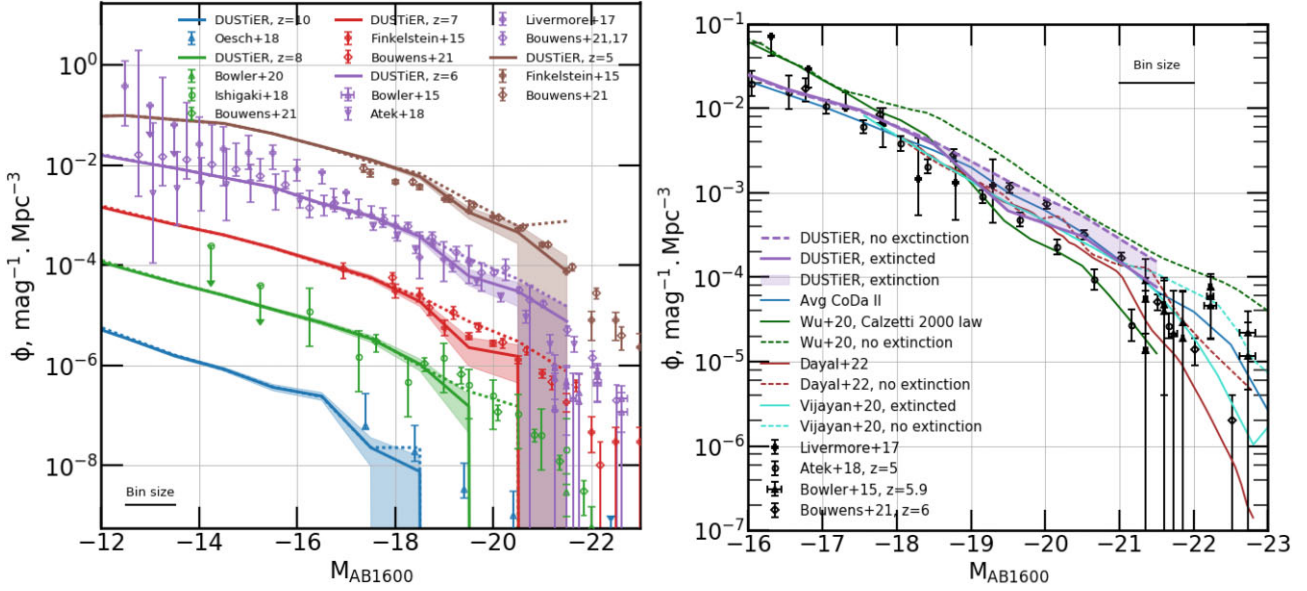 DUSTiER, z=10
Oesch+18
DUSTiER, z=8
Bowler+20
Ishigaki+18
Bouwens+21
DUSTiER, z=7
Finkelstein+15
Bouwens+21
DUSTiER, z=6
Bowler+15
Atek+18
Livermore+17
Bouwens+21,17
DUSTiER, z=5
Finkelstein+15
Bouwens+21
ϕ, mag⁻¹. Mpc⁻³
10⁰
10⁻²
10⁻⁴
10⁻⁶
10⁻⁸
Bin size
−12
−14
−16
−18
−20
−22
M_AB1600
ϕ, mag⁻¹. Mpc⁻³
10⁻¹
10⁻²
10⁻³
10⁻⁴
10⁻⁵
10⁻⁶
10⁻⁷
Bin size
DUSTiER, no exctinction
DUSTiER, extincted
DUSTiER, extinction
Avg CoDa II
Wu+20, Calzetti 2000 law
Wu+20, no extinction
Dayal+22
Dayal+22, no extinction
Vijayan+20, extincted
Vijayan+20, no extinction
Livermore+17
Atek+18, z=5
Bowler+15, z=5.9
Bouwens+21, z=6
−16
−17
−18
−19
−20
−21
−22
−23
M_AB1600